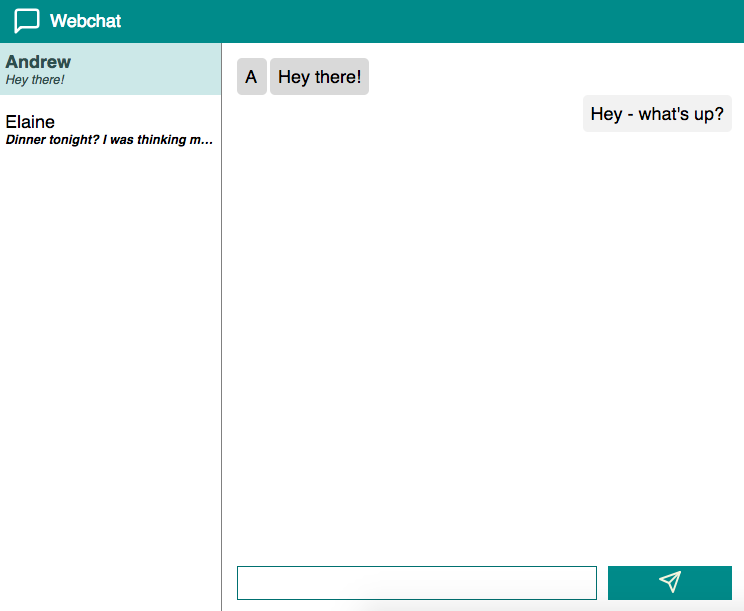 Webchat
Andrew
Hey there!
Elaine
Dinner tonight? I was thinking m...
A
Hey there!
Hey - what's up?